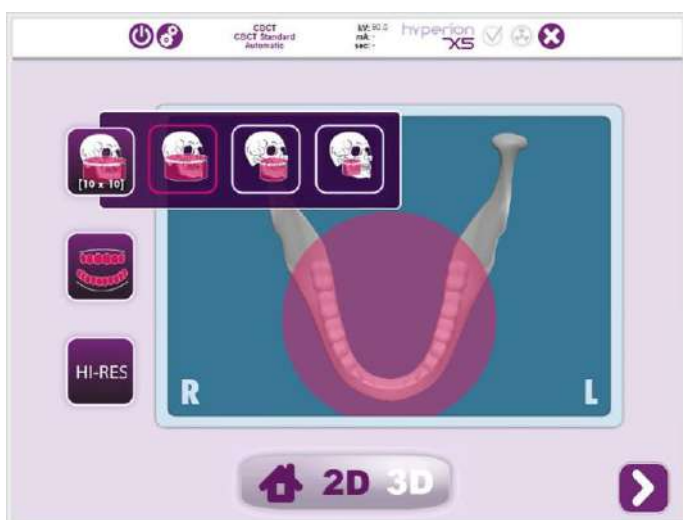 CBCT
CBCT Standard
Automatic
kV: 90.0
mA: -
sec: -
hyperion
X5
[10 x 10]
HI-RES
R
L
2D 3D